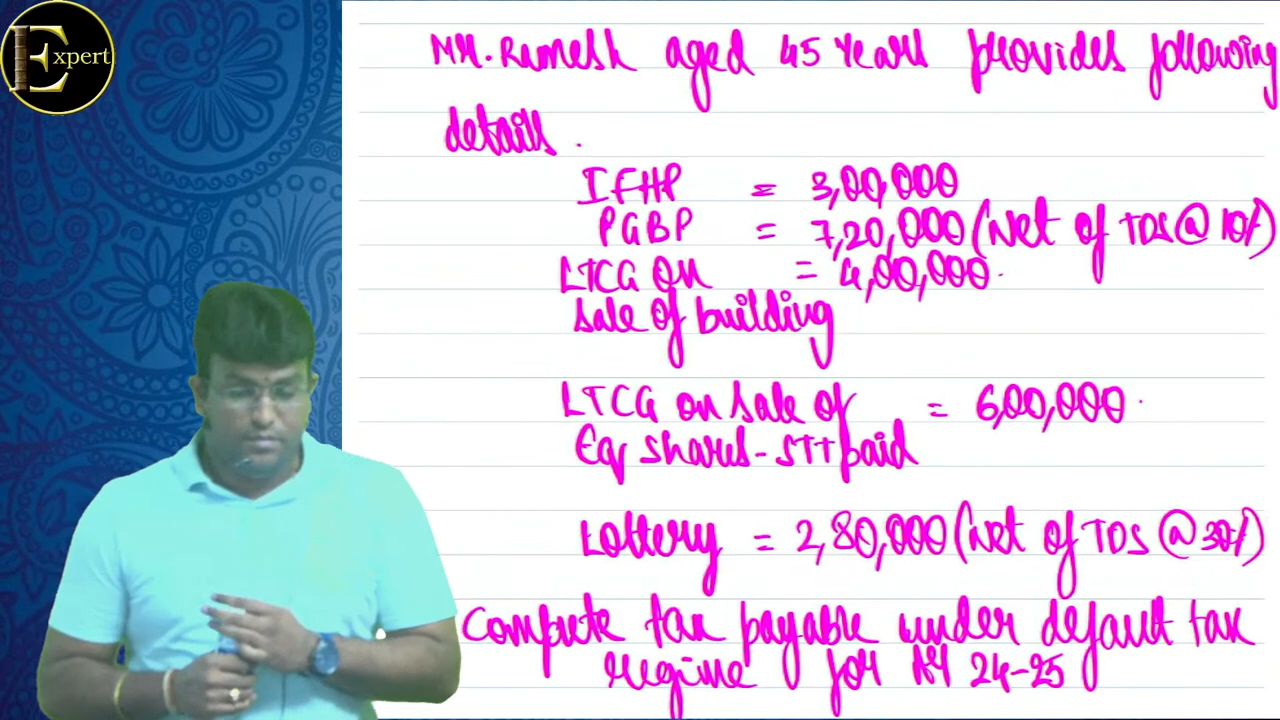 Expert
Mr. Ramesh aged 45 Years provides following
details.
IFHP = 3,00,000
PGBP = 7,20,000 (Net of TDS @ 10%)
LTCG on = 4,00,000.
sale of building
LTCG on sale of = 6,00,000.
Eq shares - STT paid
Lottery = 2,80,000 (Net of TDS @ 30%)
Compute tax payable under default tax
regime for AY 24-25